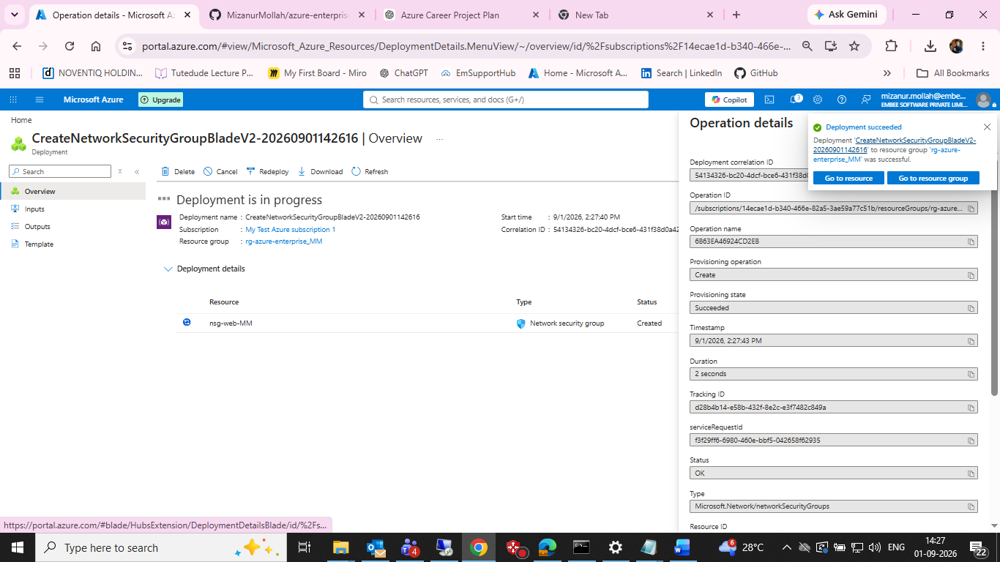 Operation details - Microsoft Az
MizanurMollah/azure-enterprise
Azure Career Project Plan
New Tab
Ask Gemini
portal.azure.com/#view/Microsoft_Azure_Resources/DeploymentDetails.MenuView/~/overview/id/%2Fsubscriptions%2F14ecae1d-b340-466e-...
NOVENTIQ HOLDIN...
Tutedude Lecture P...
My First Board - Miro
ChatGPT
EmSupportHub
Home - Microsoft A...
Search | LinkedIn
GitHub
All Bookmarks
Microsoft Azure
Upgrade
Search resources, services, and docs (G+/)
Copilot
3
mizanur.mollah@embe...
EMBEE SOFTWARE PRIVATE LIMI...
Home
CreateNetworkSecurityGroupBladeV2-20260901142616 | Overview ...
Deployment
Search
Overview
Inputs
Outputs
Template
Delete
Cancel
Redeploy
Download
Refresh
Deployment is in progress
Deployment name : CreateNetworkSecurityGroupBladeV2-20260901142616
Subscription : My Test Azure subscription 1
Resource group : rg-azure-enterprise_MM
Start time : 9/1/2026, 2:27:40 PM
Correlation ID : 54134326-bc20-4dcf-bce6-431f38d0a42
Deployment details
Resource Type Status
nsg-web-MM Network security group Created
Operation details
Deployment succeeded
Deployment 'CreateNetworkSecurityGroupBladeV2-
20260901142616' to resource group 'rg-azure-
enterprise_MM' was successful.
Go to resource
Go to resource group
Deployment correlation ID
54134326-bc20-4dcf-bce6-431f38d0
Operation ID
/subscriptions/14ecae1d-b340-466e-82a5-3ae59a77c51b/resourceGroups/rg-azure...
Operation name
6B63EA46924CD2EB
Provisioning operation
Create
Provisioning state
Succeeded
Timestamp
9/1/2026, 2:27:43 PM
Duration
2 seconds
Tracking ID
d28b4b14-e58b-432f-8e2c-e3f7482c849a
serviceRequestId
f3f29ff6-6980-460e-bbf5-042658f62935
Status
OK
Type
Microsoft.Network/networkSecurityGroups
Resource ID
https://portal.azure.com/#blade/HubsExtension/DeploymentDetailsBlade/id/%2Fs...
Type here to search
4
6
28°C
ENG
14:27
01-09-2026
22